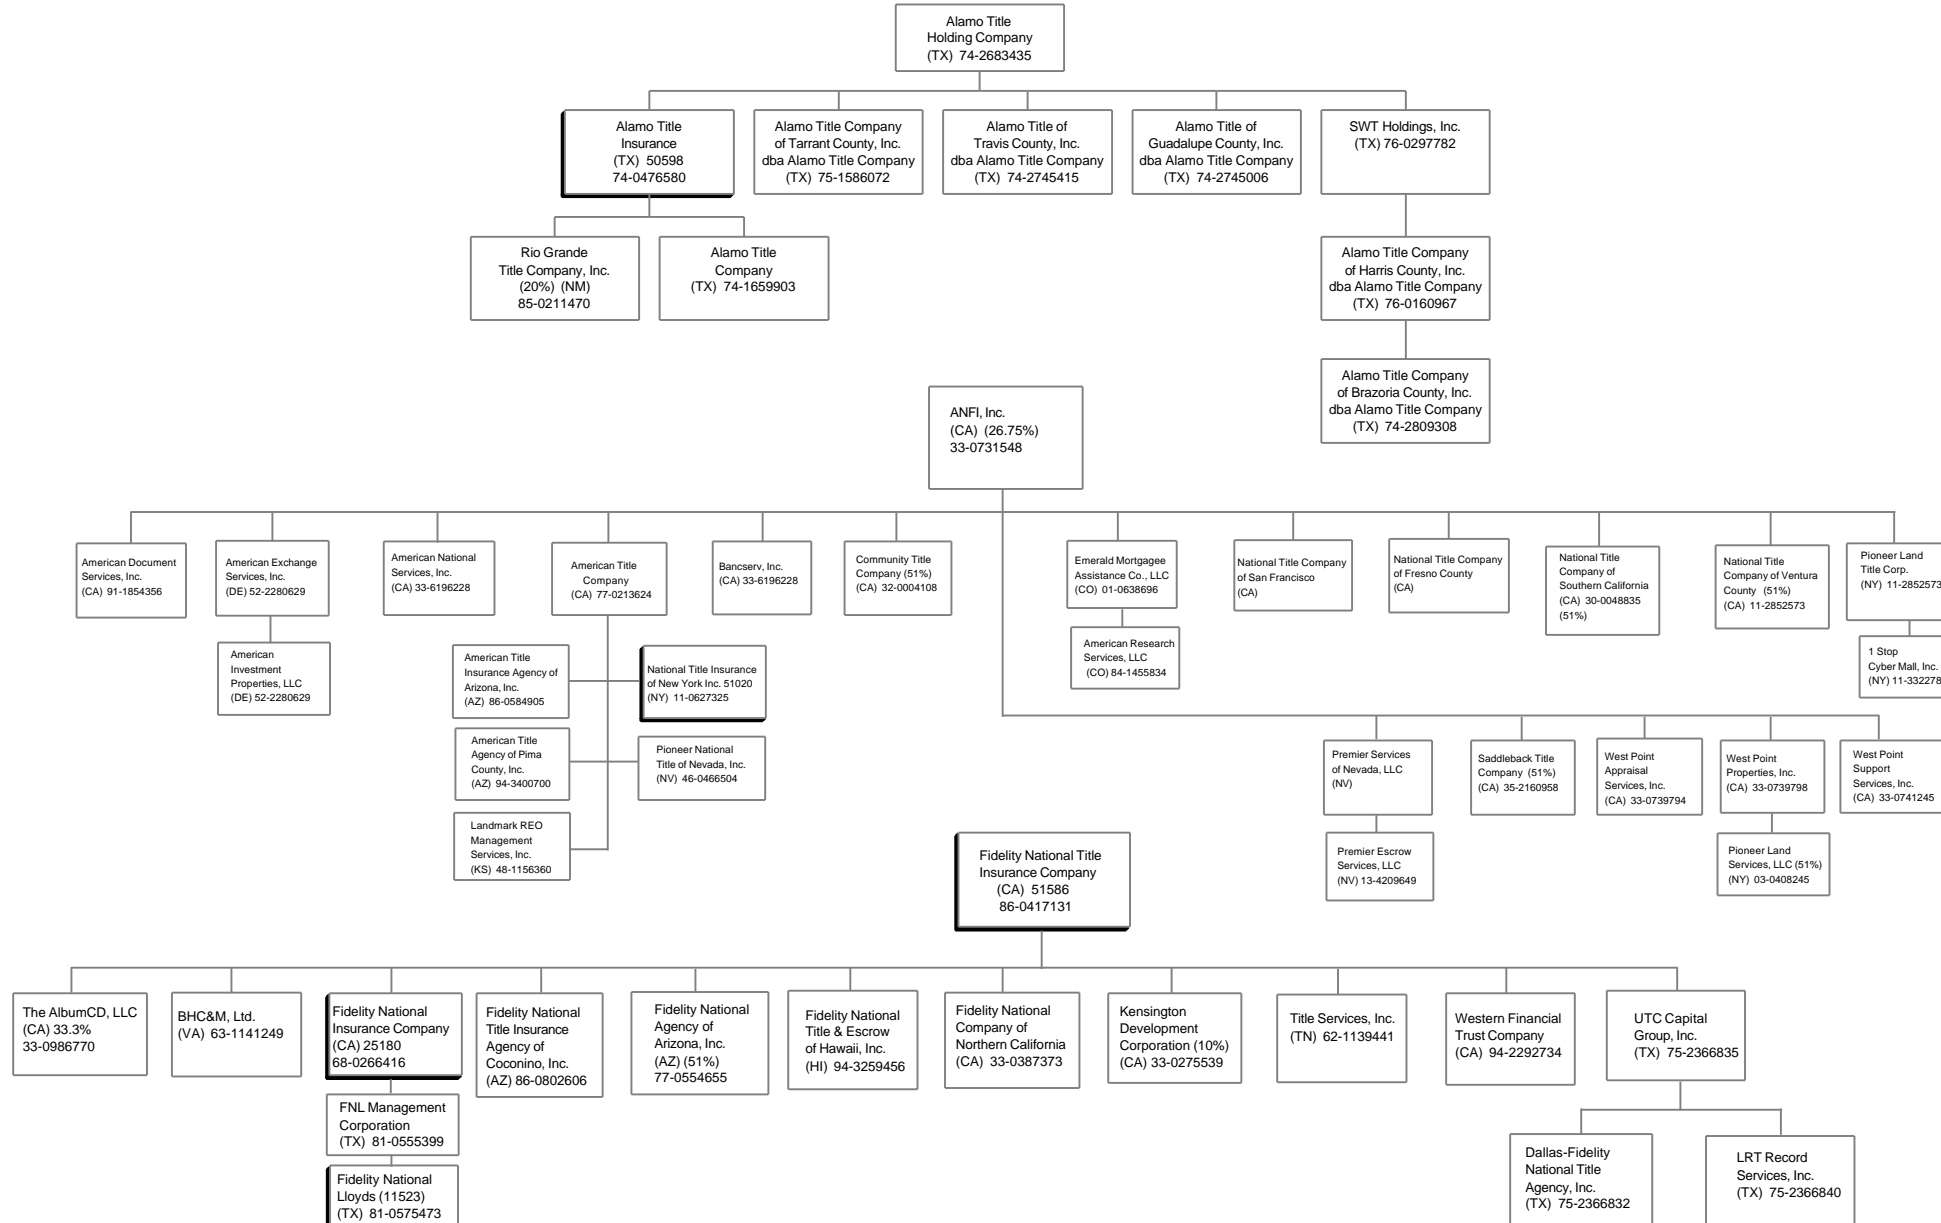 Alamo Title
Holding Company
(TX) 74-2683435
Alamo Title
Insurance
(TX) 50598
74-0476580
Alamo Title Company
of Tarrant County, Inc.
dba Alamo Title Company
(TX) 75-1586072
Alamo Title of
Travis County, Inc.
dba Alamo Title Company
(TX) 74-2745415
Alamo Title of
Guadalupe County, Inc.
dba Alamo Title Company
(TX) 74-2745006
SWT Holdings, Inc.
(TX) 76-0297782
Rio Grande
Title Company, Inc.
(20%) (NM)
85-0211470
Alamo Title
Company
(TX) 74-1659903
Alamo Title Company
of Harris County, Inc.
dba Alamo Title Company
(TX) 76-0160967
Alamo Title Company
of Brazoria County, Inc.
dba Alamo Title Company
(TX) 74-2809308
ANFI, Inc.
(CA) (26.75%)
33-0731548
American Document
Services, Inc.
(CA) 91-1854356
American Exchange
Services, Inc.
(DE) 52-2280629
American National
Services, Inc.
(CA) 33-6196228
American Title
Company
(CA) 77-0213624
Bancserv, Inc.
(CA) 33-6196228
Community Title
Company (51%)
(CA) 32-0004108
Emerald Mortgagee
Assistance Co., LLC
(CO) 01-0638696
National Title Company
of San Francisco
(CA)
National Title Company
of Fresno County
(CA)
National Title
Company of
Southern California
(CA) 30-0048835
(51%)
National Title
Company of Ventura
County (51%)
(CA) 11-2852573
Pioneer Land
Title Corp.
(NY) 11-2852573
American
Investment
Properties, LLC
(DE) 52-2280629
American Title
Insurance Agency of
Arizona, Inc.
(AZ) 86-0584905
National Title Insurance
of New York Inc. 51020
(NY) 11-0627325
American Research
Services, LLC
(CO) 84-1455834
1 Stop
Cyber Mall, Inc.
(NY) 11-332278
American Title
Agency of Pima
County, Inc.
(AZ) 94-3400700
Pioneer National
Title of Nevada, Inc.
(NV) 46-0466504
Landmark REO
Management
Services, Inc.
(KS) 48-1156360
Premier Services
of Nevada, LLC
(NV)
Saddleback Title
Company (51%)
(CA) 35-2160958
West Point
Appraisal
Services, Inc.
(CA) 33-0739794
West Point
Properties, Inc.
(CA) 33-0739798
West Point
Support
Services, Inc.
(CA) 33-0741245
Premier Escrow
Services, LLC
(NV) 13-4209649
Pioneer Land
Services, LLC (51%)
(NY) 03-0408245
Fidelity National Title
Insurance Company
(CA) 51586
86-0417131
The AlbumCD, LLC
(CA) 33.3%
33-0986770
BHC&M, Ltd.
(VA) 63-1141249
Fidelity National
Insurance Company
(CA) 25180
68-0266416
Fidelity National
Title Insurance
Agency of
Coconino, Inc.
(AZ) 86-0802606
Fidelity National
Agency of
Arizona, Inc.
(AZ) (51%)
77-0554655
Fidelity National
Title & Escrow
of Hawaii, Inc.
(HI) 94-3259456
Fidelity National
Company of
Northern California
(CA) 33-0387373
Kensington
Development
Corporation (10%)
(CA) 33-0275539
Title Services, Inc.
(TN) 62-1139441
Western Financial
Trust Company
(CA) 94-2292734
UTC Capital
Group, Inc.
(TX) 75-2366835
FNL Management
Corporation
(TX) 81-0555399
Fidelity National
Lloyds (11523)
(TX) 81-0575473
Dallas-Fidelity
National Title
Agency, Inc.
(TX) 75-2366832
LRT Record
Services, Inc.
(TX) 75-2366840